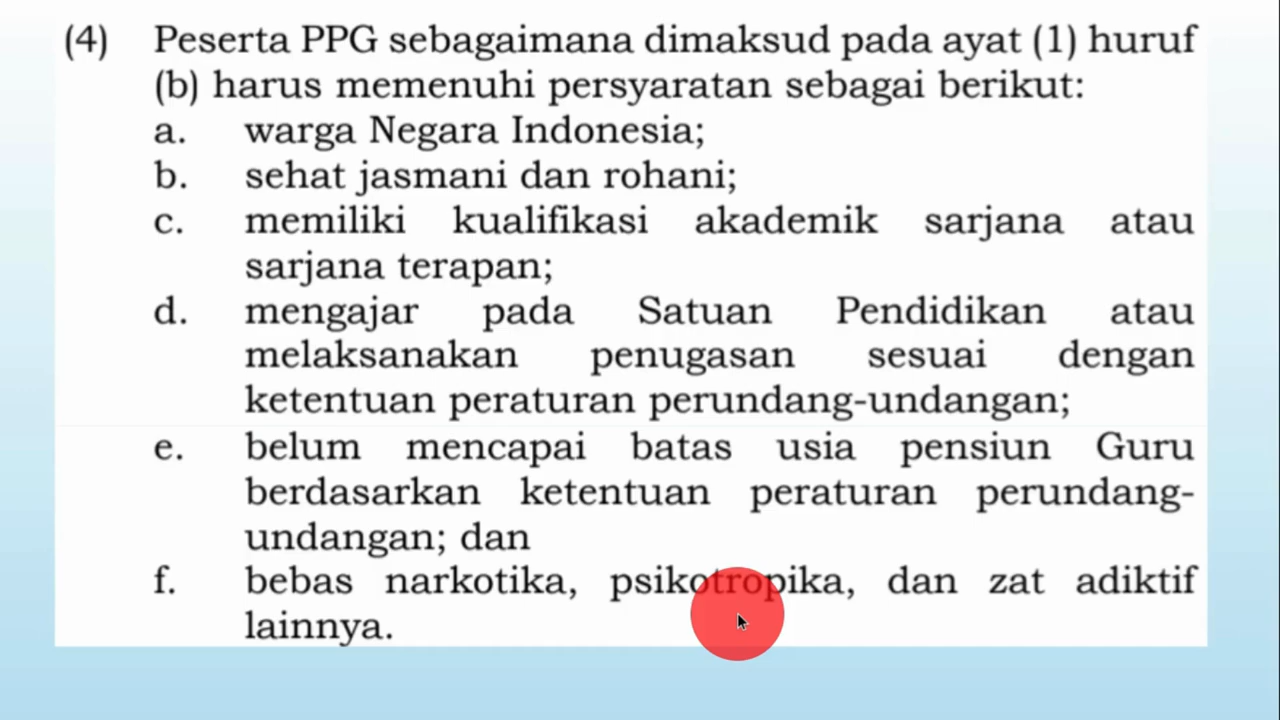 (4) Peserta PPG sebagaimana dimaksud pada ayat (1) huruf
(b) harus memenuhi persyaratan sebagai berikut:
a. warga Negara Indonesia;
b. sehat jasmani dan rohani;
c. memiliki kualifikasi akademik sarjana atau
sarjana terapan;
d. mengajar pada Satuan Pendidikan atau
melaksanakan penugasan sesuai dengan
ketentuan peraturan perundang-undangan;
e. belum mencapai batas usia pensiun Guru
berdasarkan ketentuan peraturan perundang-
undangan; dan
f. bebas narkotika, psikotropika, dan zat adiktif
lainnya.